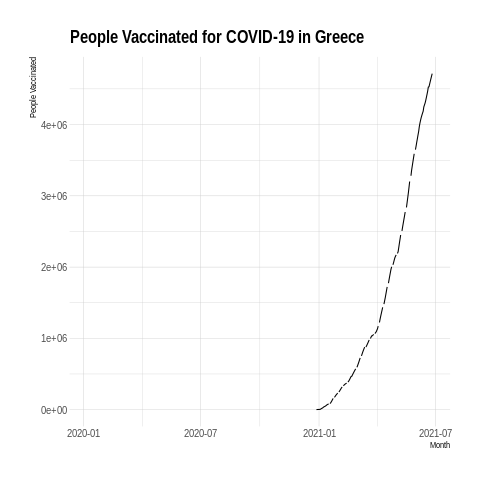 People Vaccinated for COVID-19 in Greece
People Vaccinated
4e+06
3e+06
2e+06
1e+06
0e+00
2020-01 2020-07 2021-01 2021-07
Month